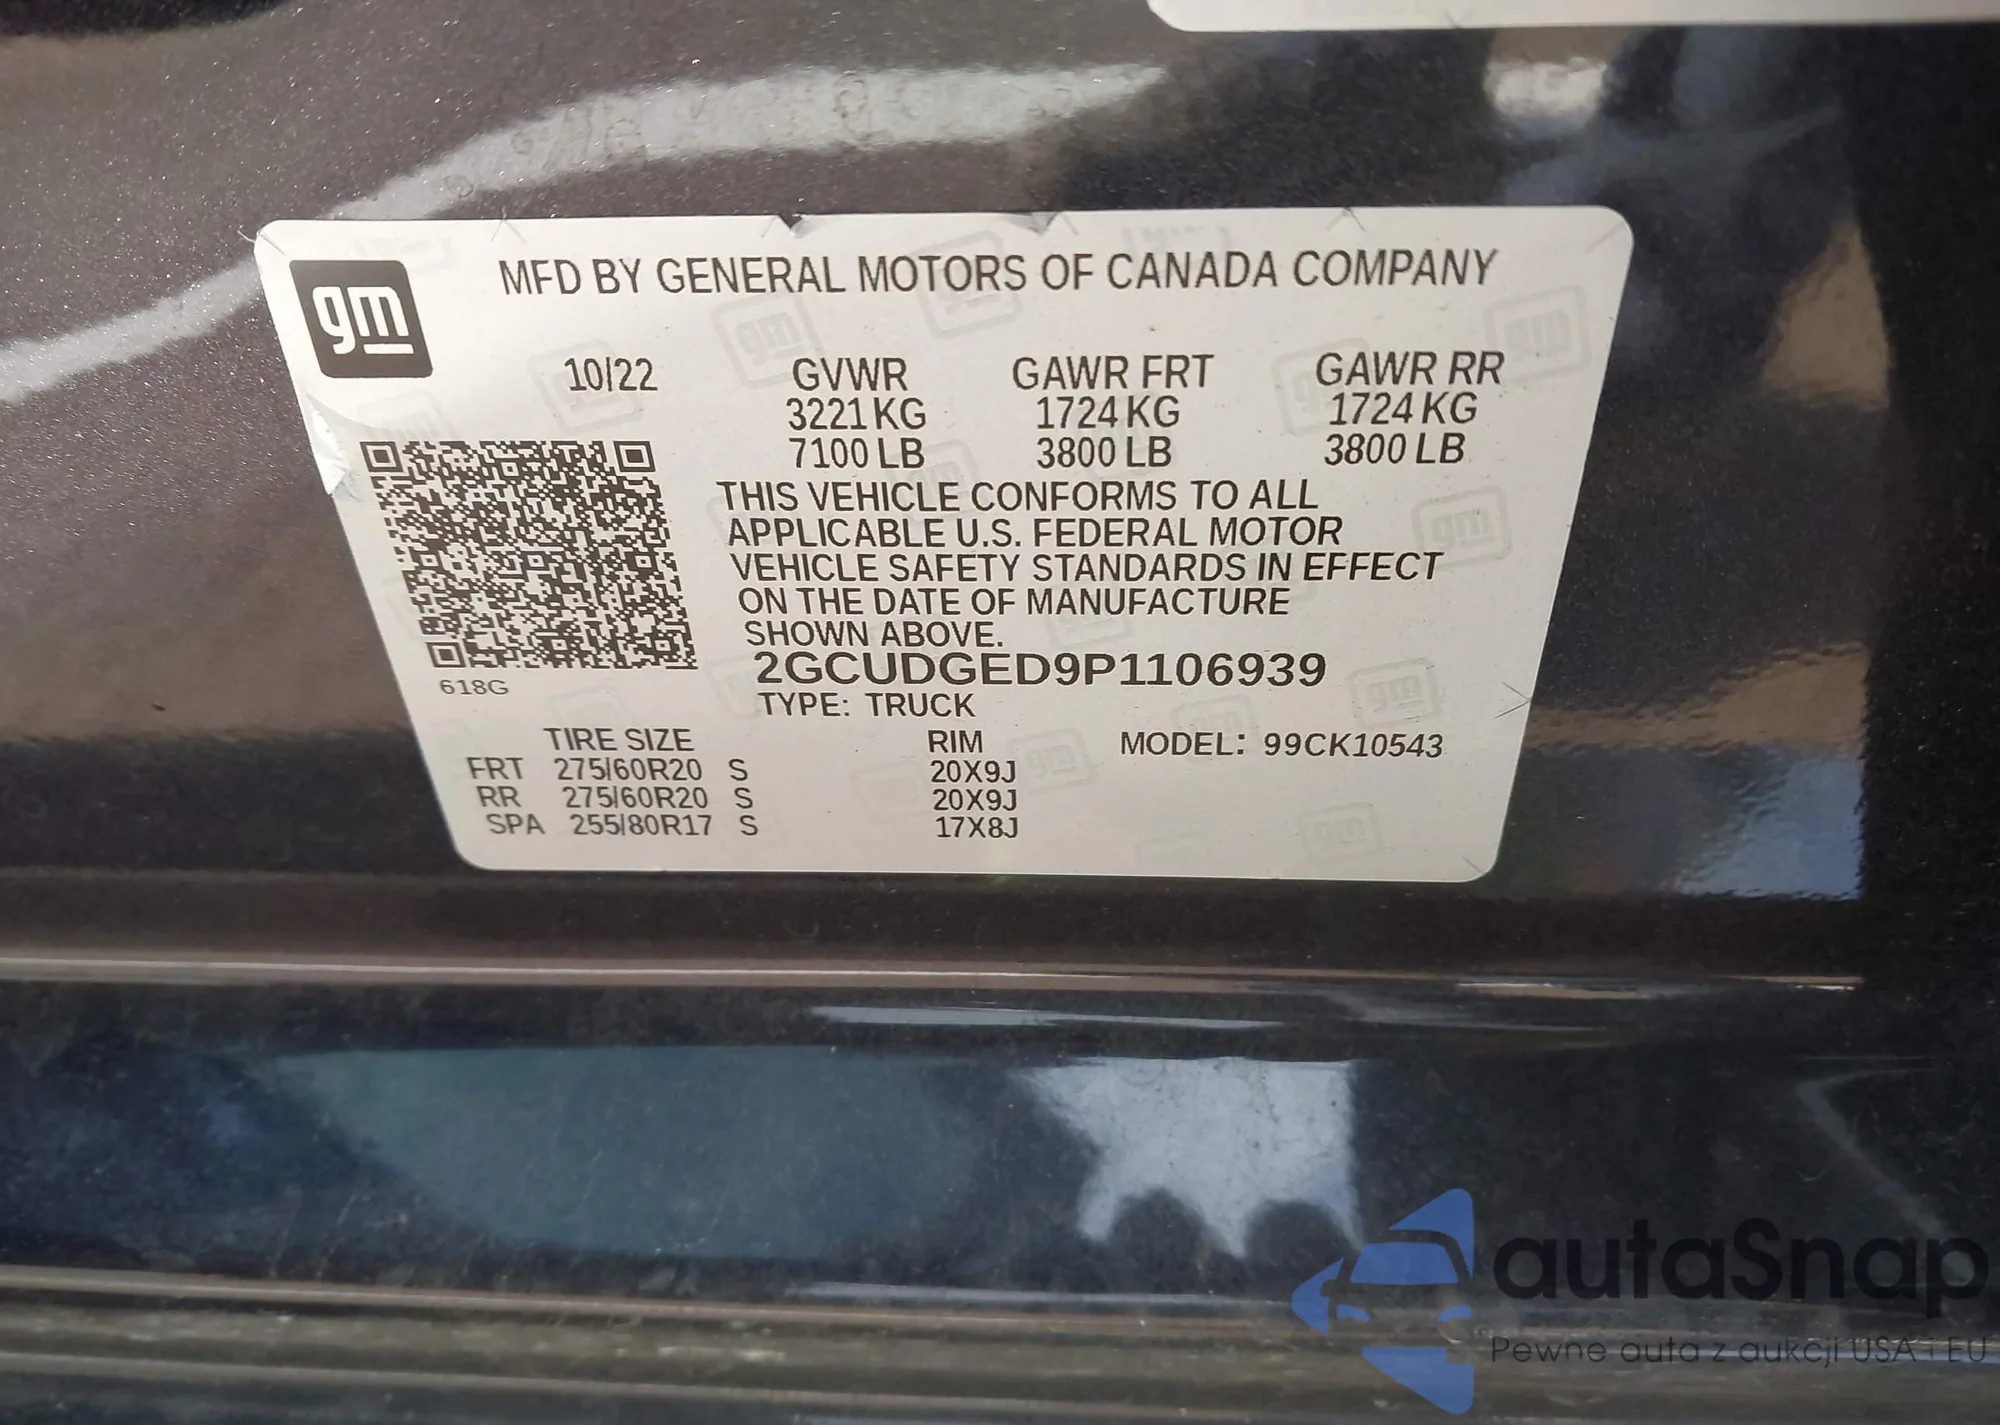 gm
MFD BY GENERAL MOTORS OF CANADA COMPANY
10/22 GVWR GAWR FRT GAWR RR
3221 KG 1724 KG 1724 KG
7100 LB 3800 LB 3800 LB
THIS VEHICLE CONFORMS TO ALL
APPLICABLE U.S. FEDERAL MOTOR
VEHICLE SAFETY STANDARDS IN EFFECT
ON THE DATE OF MANUFACTURE
SHOWN ABOVE.
618G
2GCUDGED9P1106939
TYPE: TRUCK
TIRE SIZE RIM MODEL: 99CK10543
FRT 275/60R20 S 20X9J
RR 275/60R20 S 20X9J
SPA 255/80R17 S 17X8J
autaSnap
Pewne auta z aukcji USA i EU